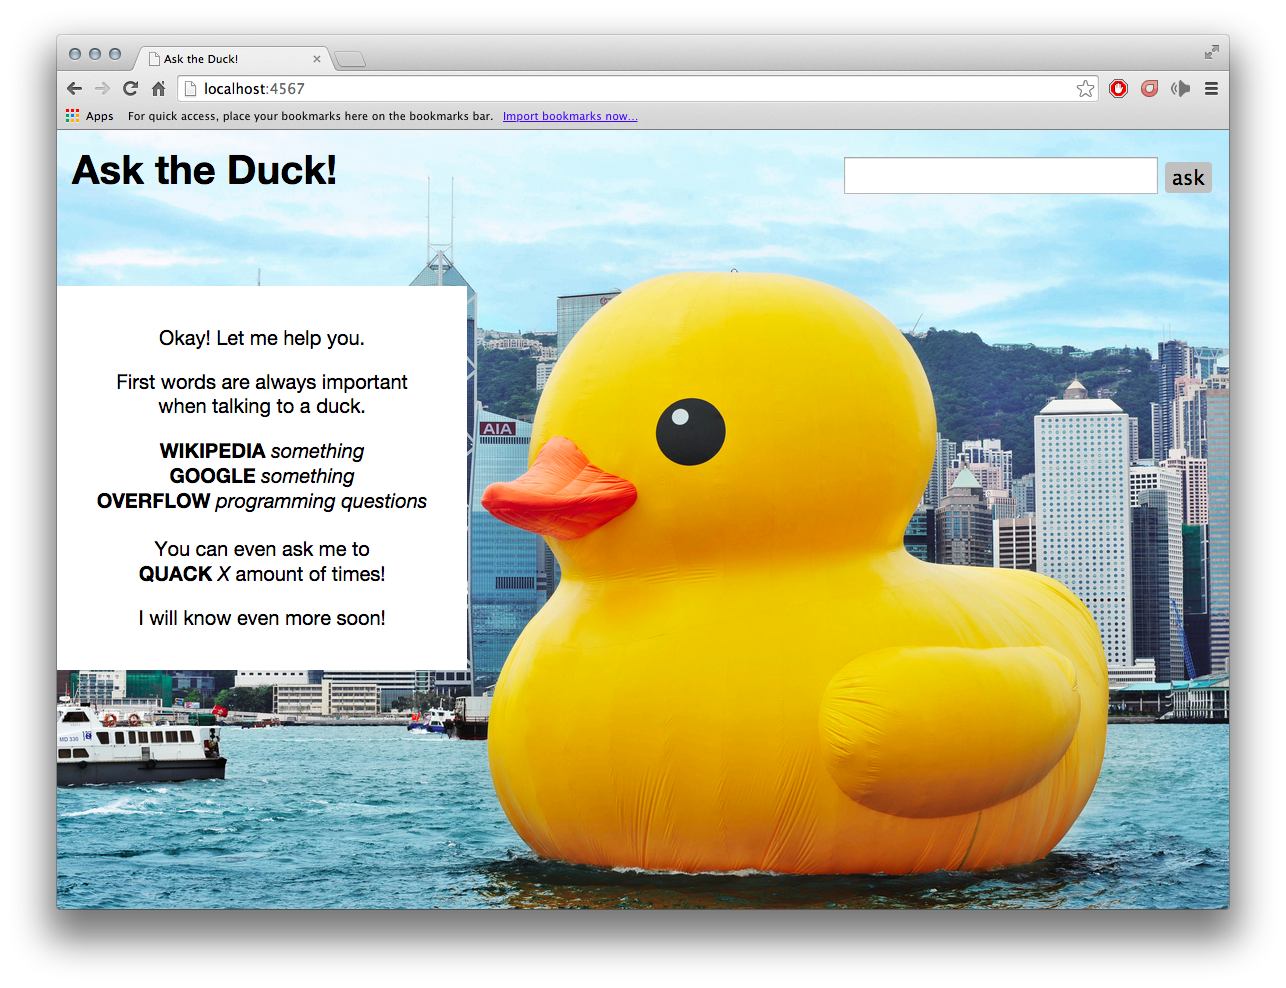 Ask the Duck!
localhost:4567
Apps For quick access, place your bookmarks here on the bookmarks bar. Import bookmarks now...
Ask the Duck!
ask
Okay! Let me help you.
First words are always important
when talking to a duck.
WIKIPEDIA something
GOOGLE something
OVERFLOW programming questions
You can even ask me to
QUACK X amount of times!
I will know even more soon!
AIA
MD 330